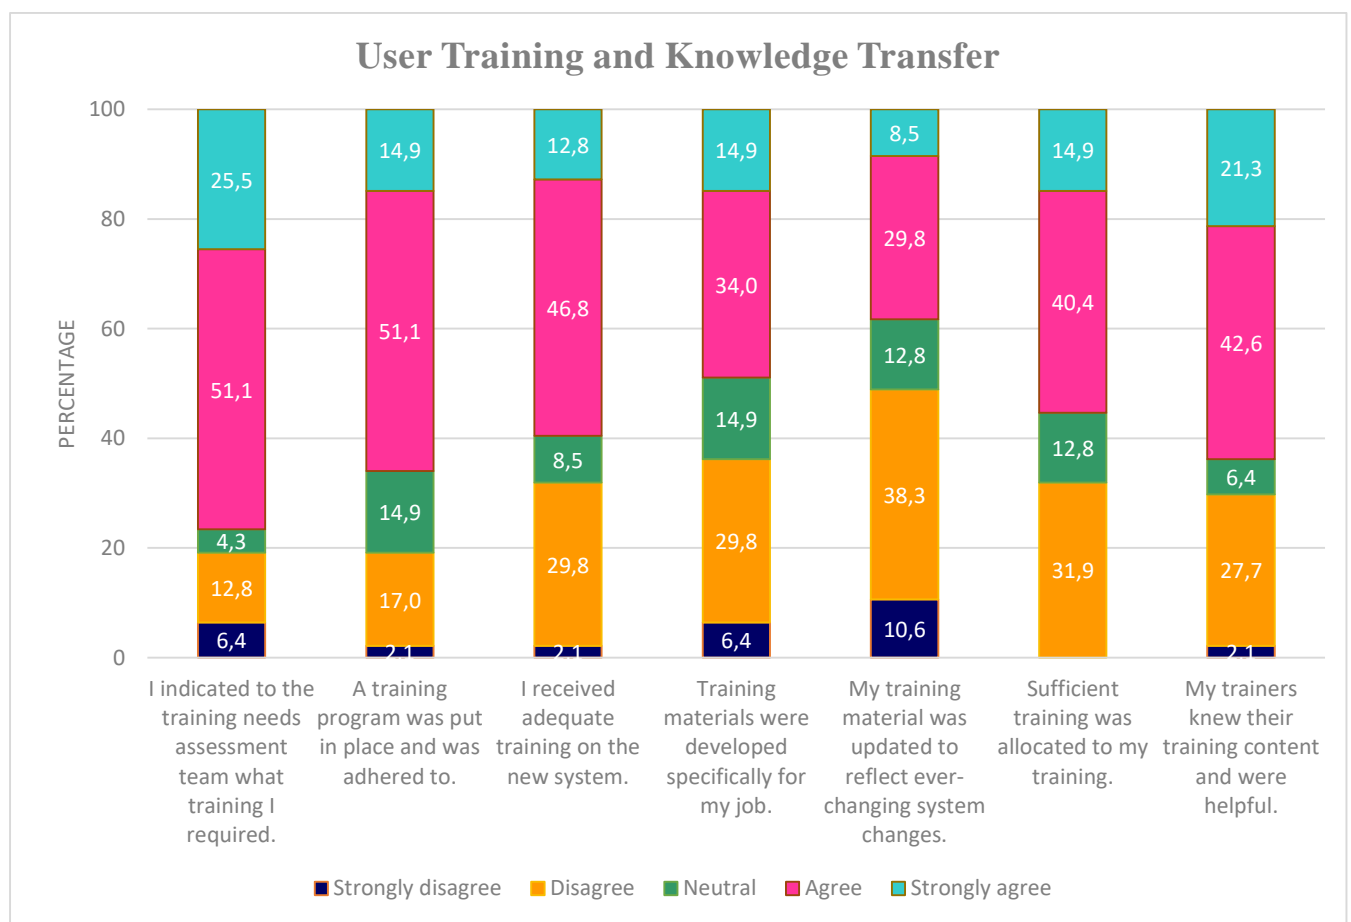 User Training and Knowledge Transfer
PERCENTAGE
100
80
60
40
20
0
25,5
51,1
4,3
12,8
6,4
14,9
51,1
14,9
17,0
2,1
12,8
46,8
8,5
29,8
2,1
14,9
34,0
14,9
29,8
6,4
8,5
29,8
12,8
38,3
10,6
14,9
40,4
12,8
31,9
21,3
42,6
6,4
27,7
2,1
I indicated to the
training needs
assessment
team what
training I
required.
A training
program was put
in place and was
adhered to.
I received
adequate
training on the
new system.
Training
materials were
developed
specifically for
my job.
My training
material was
updated to
reflect ever-
changing system
changes.
Sufficient
training was
allocated to my
training.
My trainers
knew their
training content
and were
helpful.
Strongly disagree Disagree Neutral Agree Strongly agree